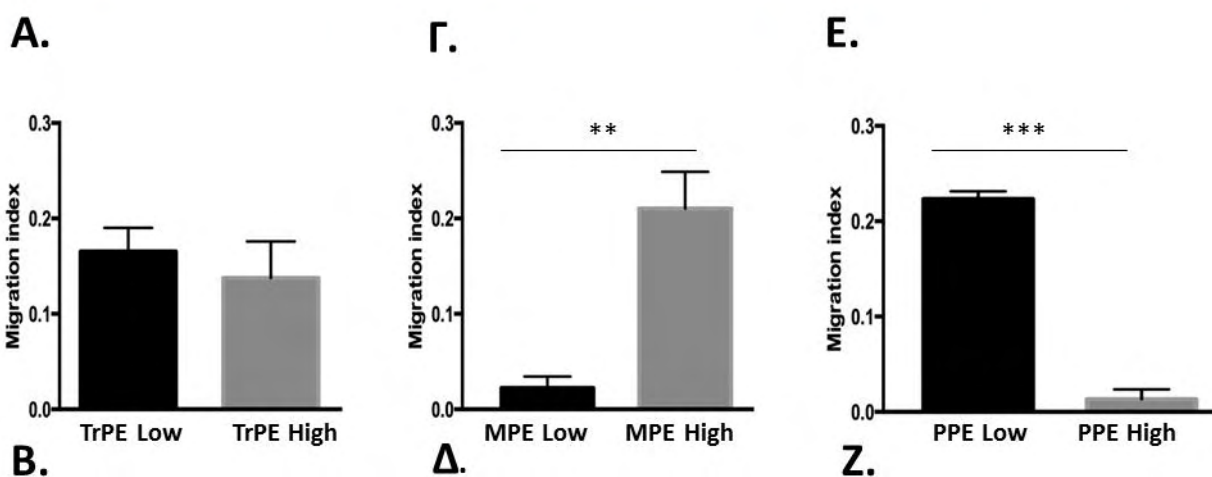 Α.
Γ.
Ε.
0.3
0.2
0.1
0.0
Migration index
TrPE Low
TrPE High
**
0.3
0.2
0.1
0.0
Migration index
MPE Low
MPE High
***
0.3
0.2
0.1
0.0
Migration index
PPE Low
PPE High
Β.
Δ.
Ζ.